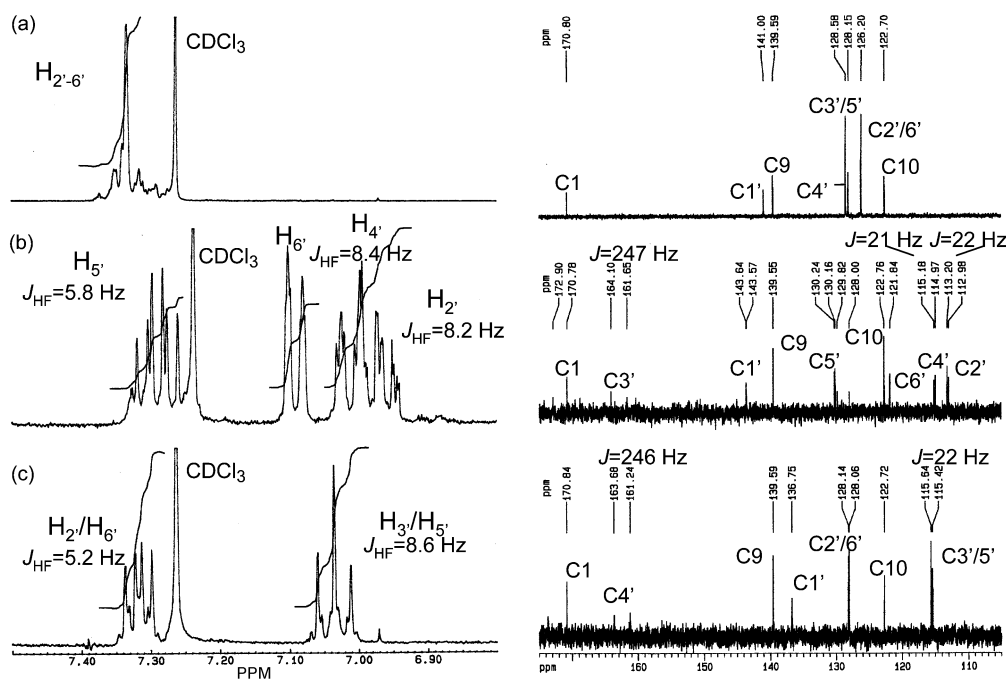 (a)
H2'-6'
CDCl3
ppm
170.80
141.00
139.59
128.58
128.15
126.20
122.70
C3'/5'
C2'/6'
C1
C1'
C9
C4'
C10
(b)
H5'
JHF=5.8 Hz
CDCl3
H6'
H4'
JHF=8.4 Hz
H2'
JHF=8.2 Hz
J=247 Hz
J=21 Hz
J=22 Hz
ppm
172.90
170.78
164.10
161.65
143.64
143.57
139.55
130.24
130.16
129.82
128.00
122.76
121.84
115.18
114.97
113.20
112.98
C1
C3'
C1'
C9
C5'
C10
C6'
C4'
C2'
(c)
H2'/H6'
JHF=5.2 Hz
CDCl3
H3'/H5'
JHF=8.6 Hz
J=246 Hz
J=22 Hz
ppm
170.84
163.68
161.24
139.59
136.75
128.14
128.06
122.72
115.64
115.42
C1
C4'
C9
C1'
C2'/6'
C10
C3'/5'
7.40 7.30 7.20 7.10 7.00 6.90
PPM
ppm 160 150 140 130 120 110